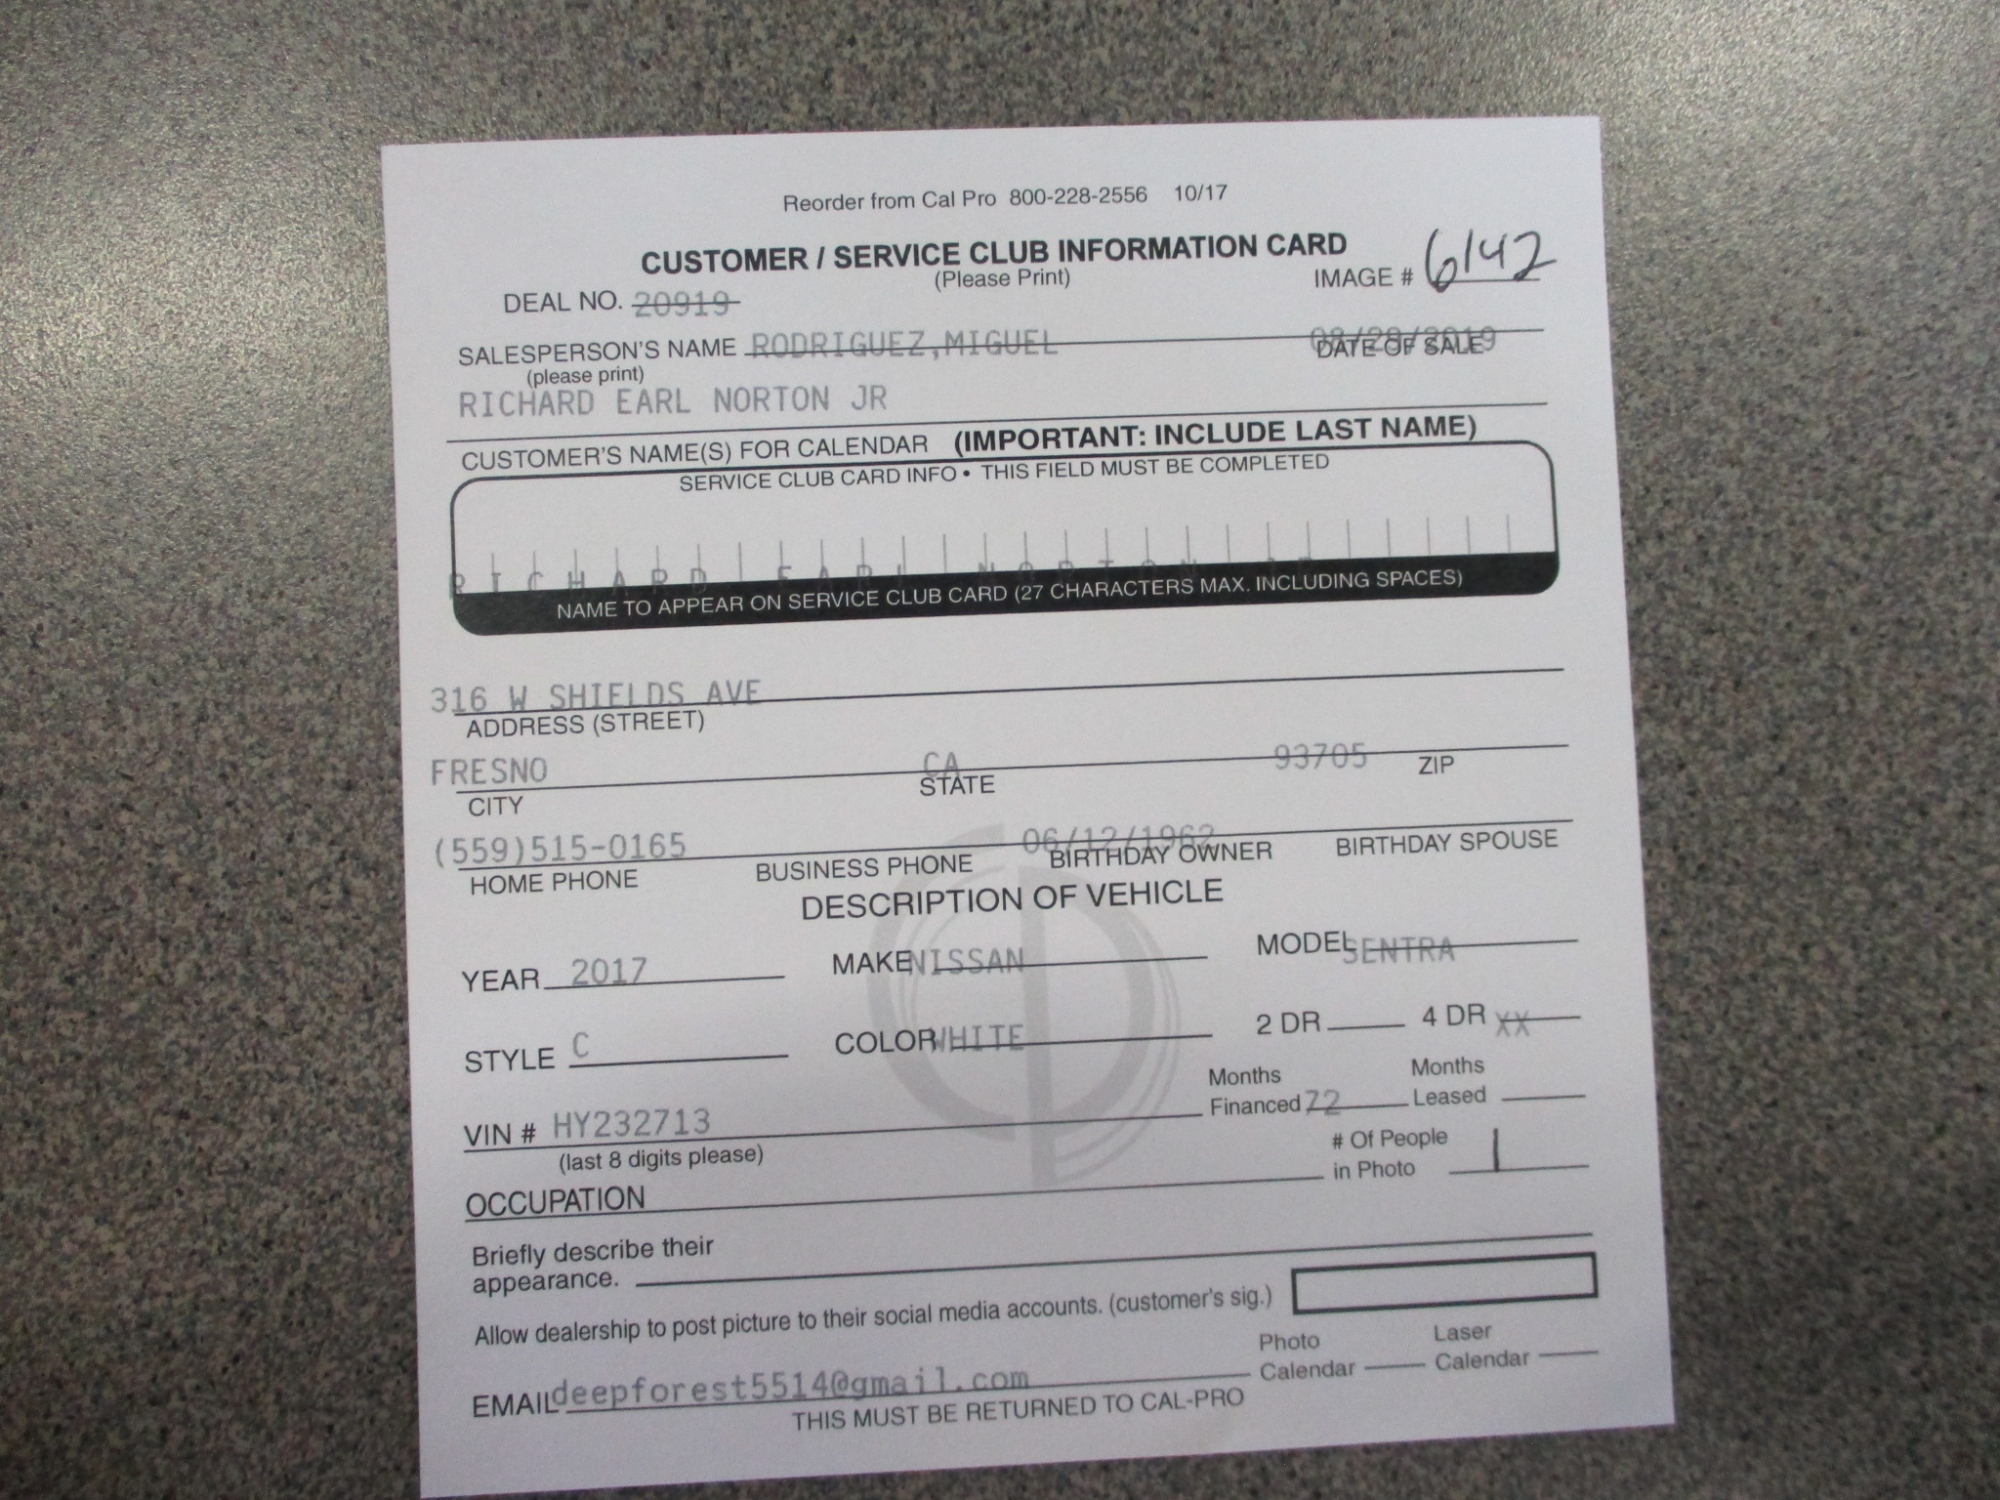 Reorder from Cal Pro 800-228-2556 10/17
CUSTOMER / SERVICE CLUB INFORMATION CARD
(Please Print)
IMAGE # 6142
DEAL NO. 20919
SALESPERSON'S NAME RODRIGUEZ,MIGUEL DATE OF SALE
(please print)
RICHARD EARL NORTON JR
CUSTOMER'S NAME(S) FOR CALENDAR (IMPORTANT: INCLUDE LAST NAME)
SERVICE CLUB CARD INFO • THIS FIELD MUST BE COMPLETED
RICHARD EARL NORTON JR
NAME TO APPEAR ON SERVICE CLUB CARD (27 CHARACTERS MAX. INCLUDING SPACES)
316 W SHIELDS AVE
ADDRESS (STREET)
FRESNO CA 93705 ZIP
CITY STATE
(559)515-0165 06/12/1962
HOME PHONE BUSINESS PHONE BIRTHDAY OWNER BIRTHDAY SPOUSE
DESCRIPTION OF VEHICLE
YEAR 2017 MAKE NISSAN MODEL SENTRA
STYLE C COLOR WHITE 2 DR 4 DR XX
Months Financed 72 Months Leased
VIN # HY232713
(last 8 digits please)
# Of People in Photo 1
OCCUPATION
Briefly describe their
appearance.
Allow dealership to post picture to their social media accounts. (customer's sig.)
Photo Calendar Laser Calendar
EMAIL deepforest5514@gmail.com
THIS MUST BE RETURNED TO CAL-PRO